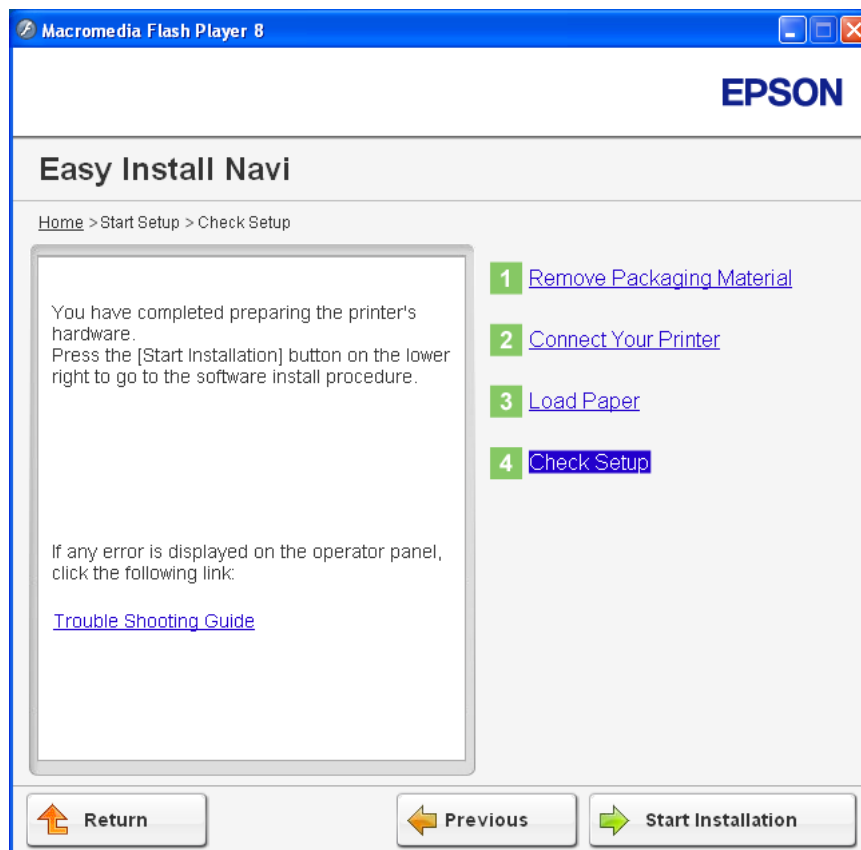 Macromedia Flash Player 8
EPSON
Easy Install Navi
Home > Start Setup > Check Setup
You have completed preparing the printer's
hardware.
Press the [Start Installation] button on the lower
right to go to the software install procedure.
If any error is displayed on the operator panel,
click the following link:
Trouble Shooting Guide
1 Remove Packaging Material
2 Connect Your Printer
3 Load Paper
4 Check Setup
Return
Previous
Start Installation